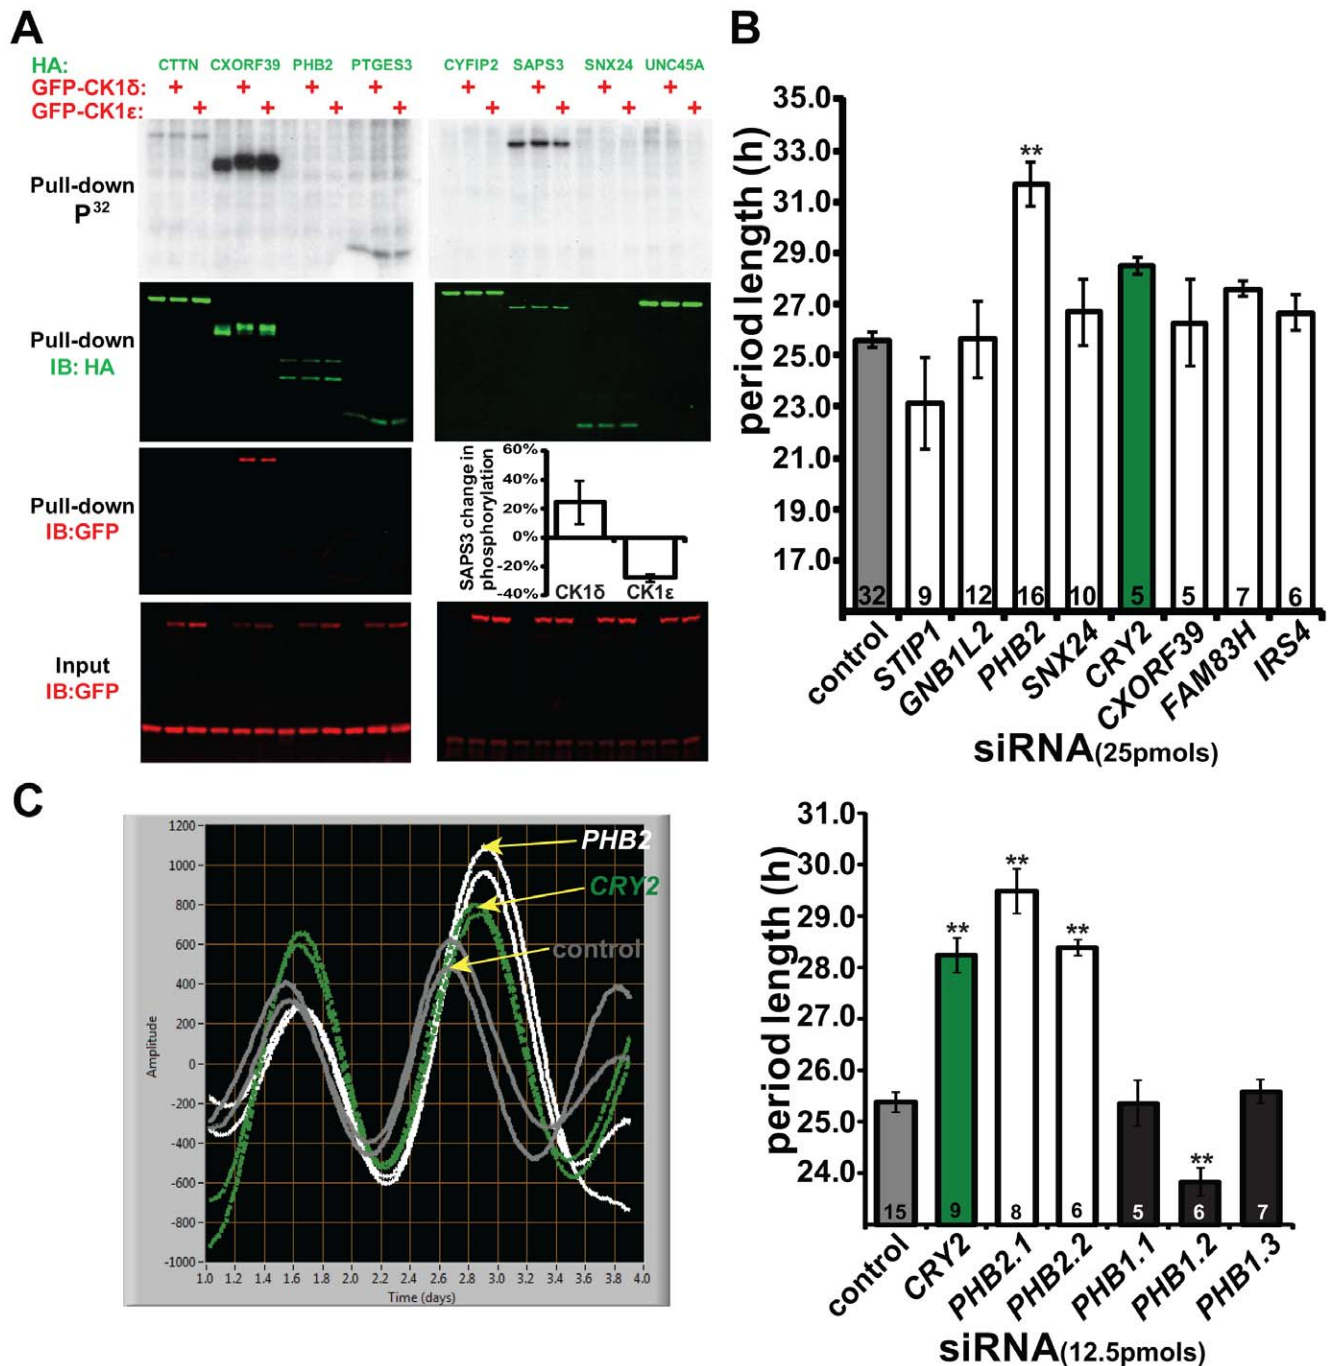 A
HA: CTTN CXORF39 PHB2 PTGES3 CYFIP2 SAPS3 SNX24 UNC45A
GFP-CK1δ: + + + + + + + +
GFP-CK1ε: + + + + + + + +
Pull-down
P32
Pull-down
IB: HA
Pull-down
IB:GFP
SAPS3 change in
phosphorylation
60%
40%
20%
0%
-20%
-40%
CK1δ CK1ε
Input
IB:GFP
B
period length (h)
35.0
33.0
31.0
29.0
27.0
25.0
23.0
21.0
19.0
17.0
**
32 9 12 16 10 5 5 7 6
control STIP1 GNB1L2 PHB2 SNX24 CRY2 CXORF39 FAM83H IRS4
siRNA(25pmols)
C
Amplitude
1200
1000
800
600
400
200
0
-200
-400
-600
-800
-1000
1.0 1.2 1.4 1.6 1.8 2.0 2.2 2.4 2.6 2.8 3.0 3.2 3.4 3.6 3.8 4.0
Time (days)
PHB2
CRY2
control
period length (h)
31.0
30.0
29.0
28.0
27.0
26.0
25.0
24.0
** ** ** **
15 9 8 6 5 6 7
control CRY2 PHB2.1 PHB2.2 PHB1.1 PHB1.2 PHB1.3
siRNA(12.5pmols)